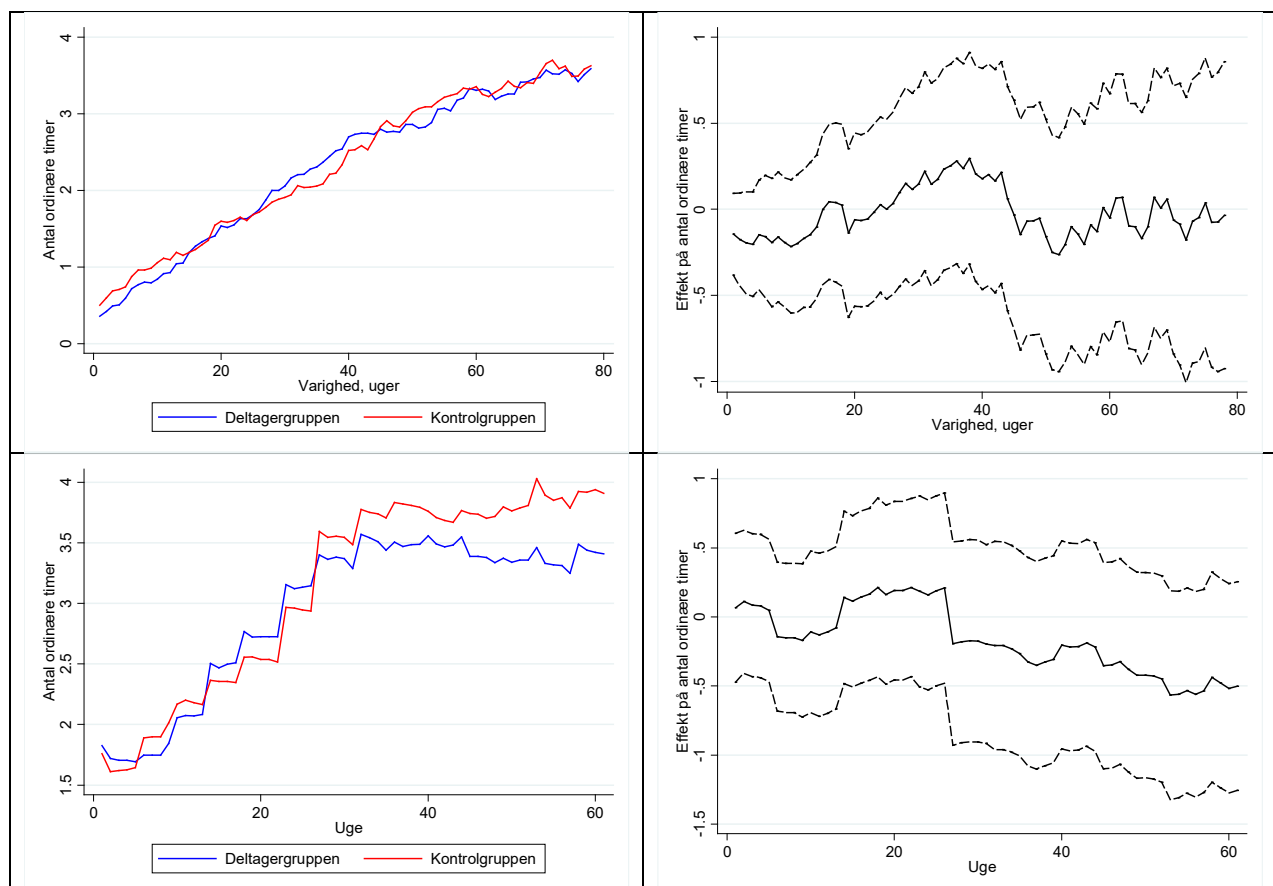 Antal ordinære timer
4
3
2
1
0
0 20 40 60 80
Varighed, uger
Deltagergruppen Kontrolgruppen
Effekt på antal ordinære timer
1
.5
0
-.5
-1
0 20 40 60 80
Varighed, uger
Antal ordinære timer
4
3.5
3
2.5
2
1.5
0 20 40 60
Uge
Deltagergruppen Kontrolgruppen
Effekt på antal ordinære timer
1
.5
0
-.5
-1
-1.5
0 20 40 60
Uge